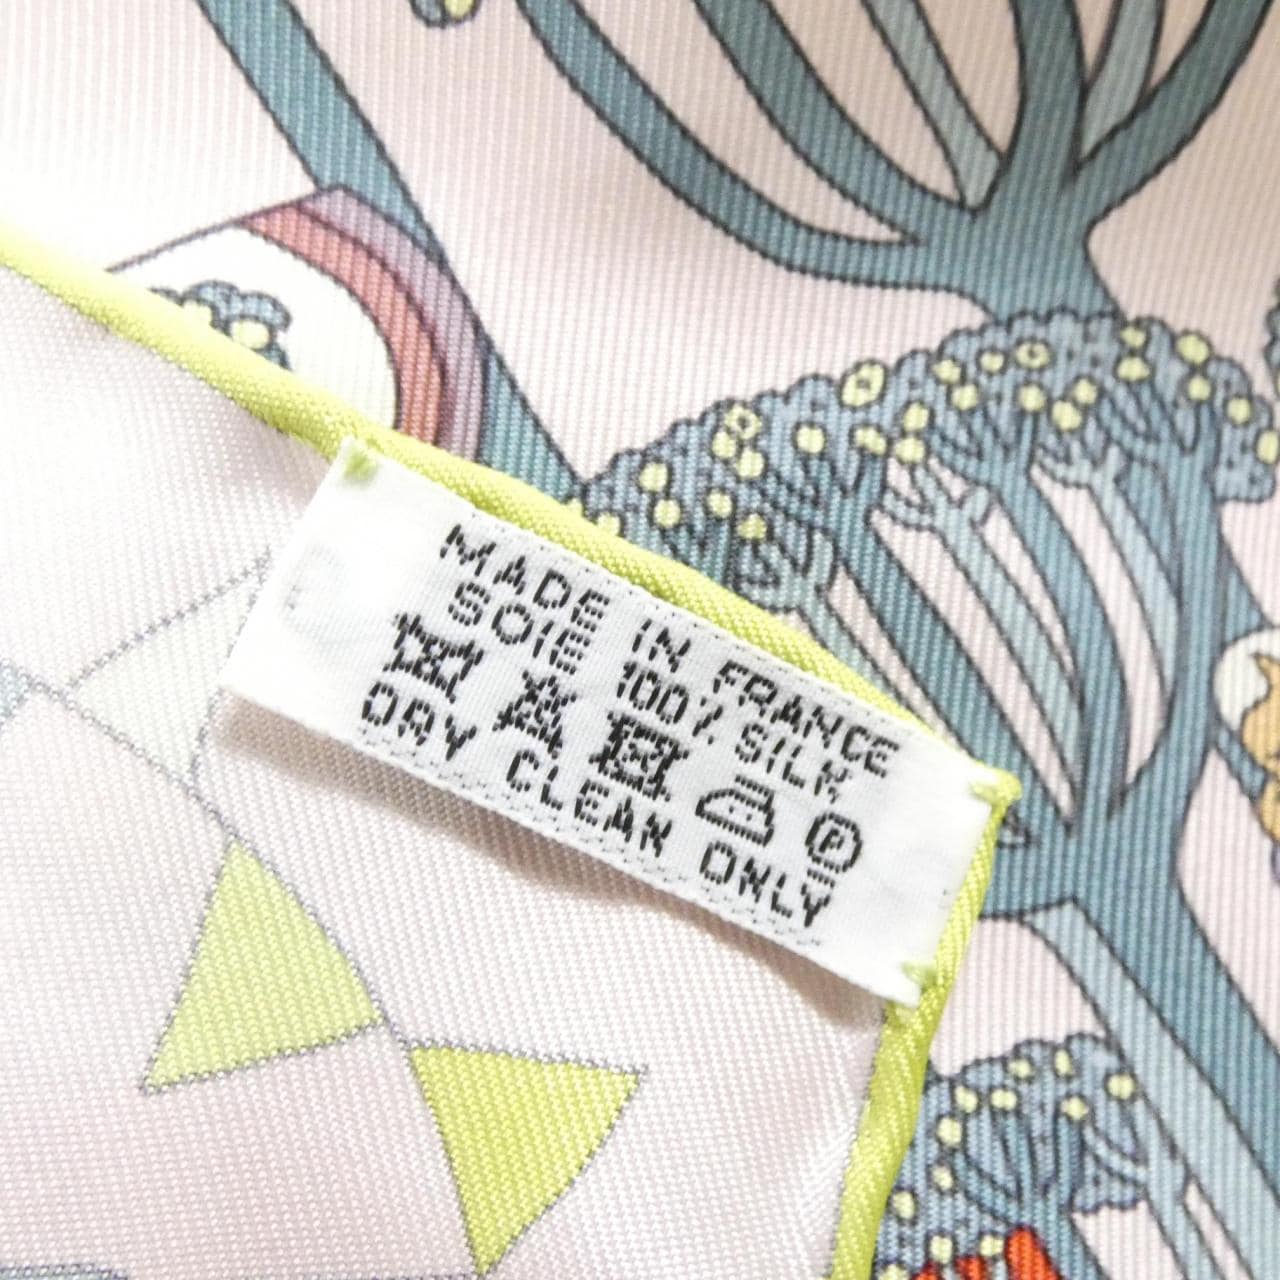 MADE IN FRANCE
SOIE 100% SILK
P
DRY CLEAN ONLY